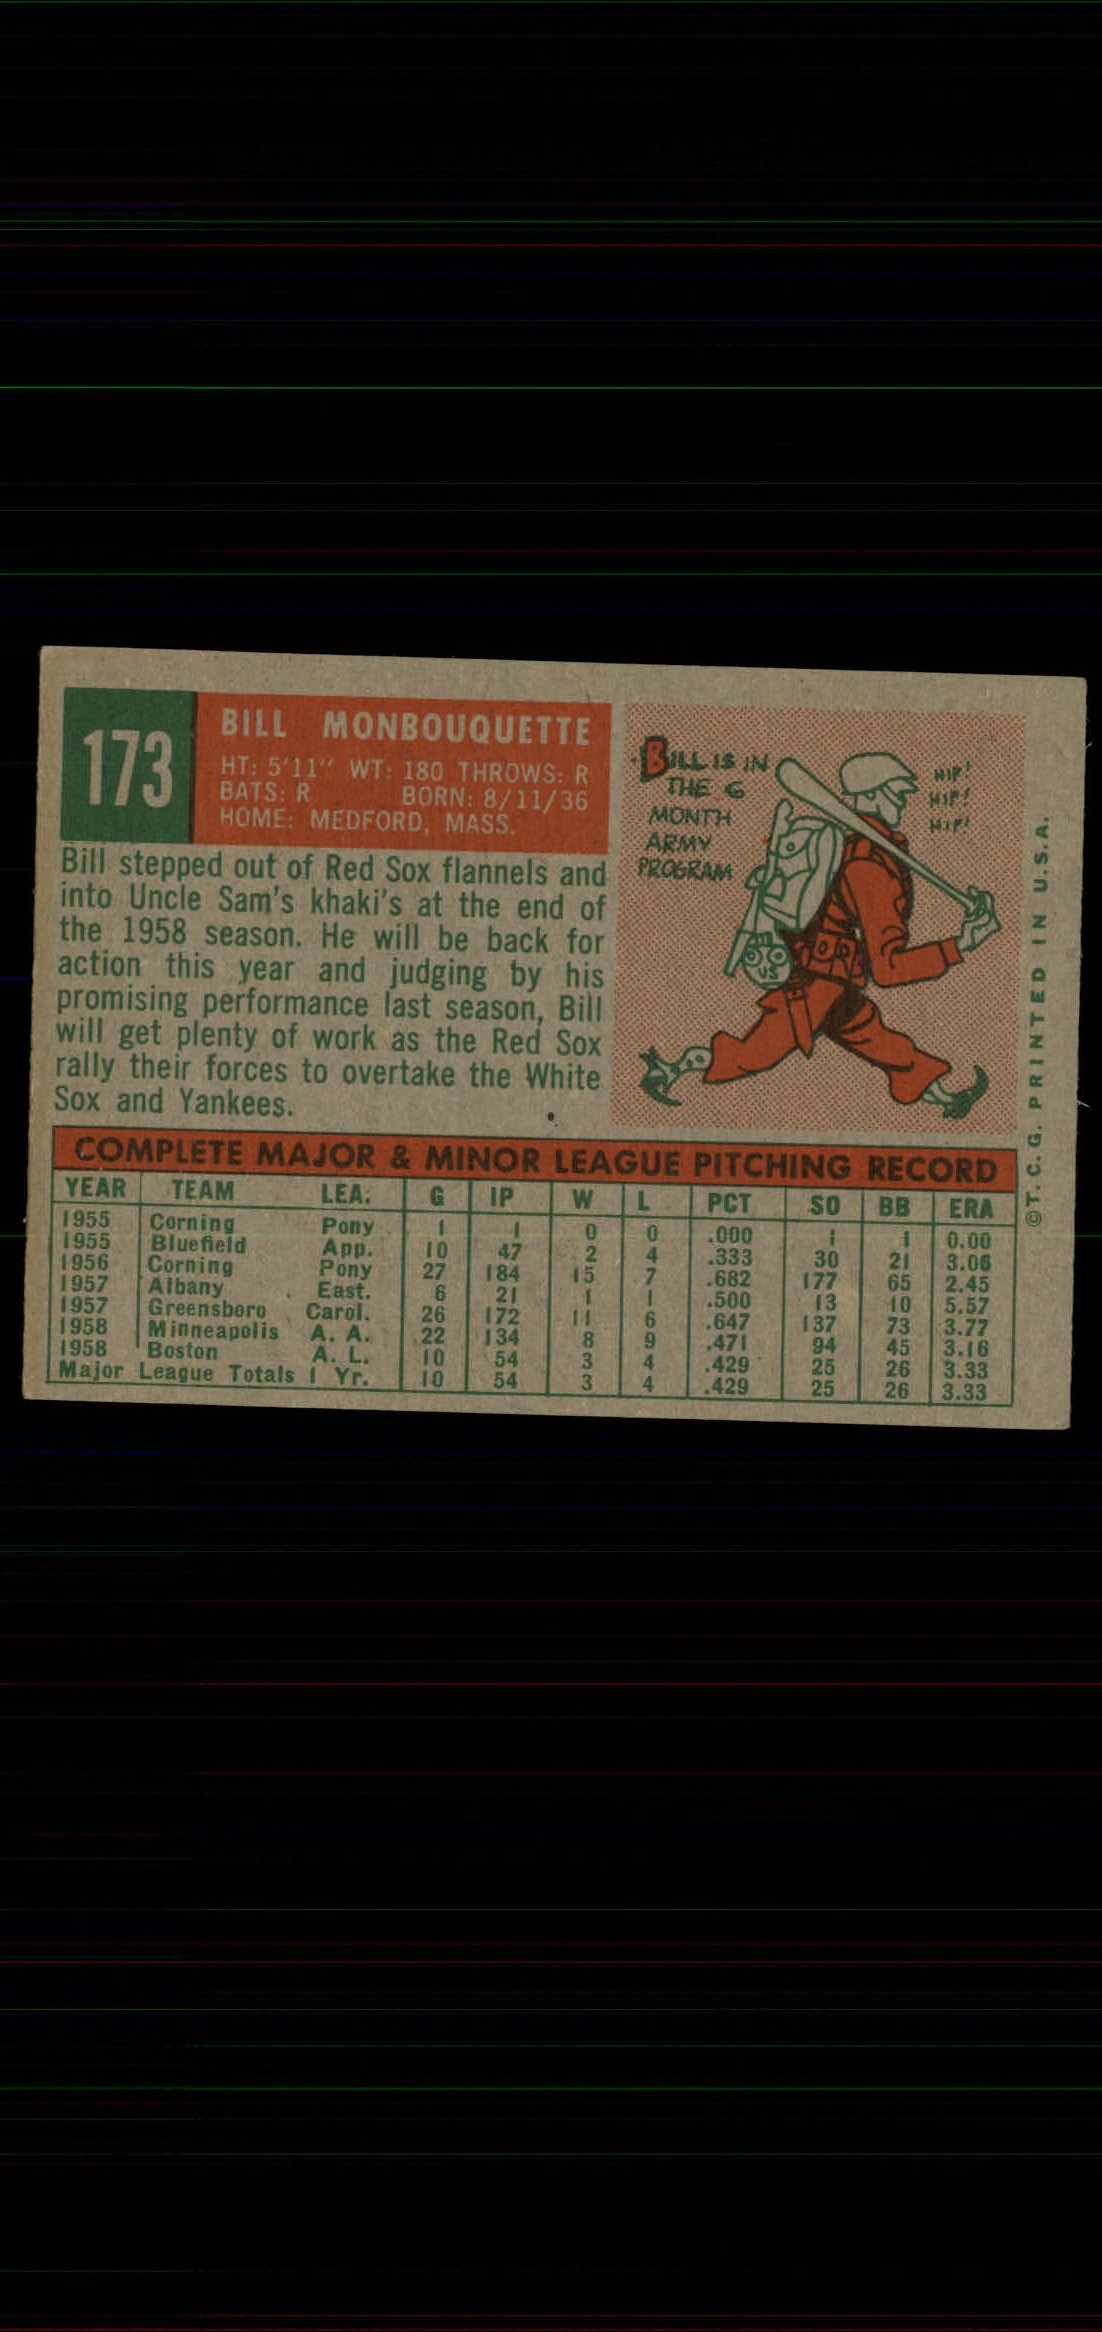 173
BILL MONBOUQUETTE
HT: 5'11" WT: 180 THROWS: R
BATS: R BORN: 8/11/36
HOME: MEDFORD, MASS.
Bill stepped out of Red Sox flannels and
into Uncle Sam's khaki's at the end of
the 1958 season. He will be back for
action this year and judging by his
promising performance last season, Bill
will get plenty of work as the Red Sox
rally their forces to overtake the White
Sox and Yankees.
BILL IS IN
THE 6
MONTH
ARMY
PROGRAM
HIP!
HIP!
HIP!
US
©T.C.G. PRINTED IN U.S.A.
COMPLETE MAJOR & MINOR LEAGUE PITCHING RECORD
YEAR TEAM LEA. G IP W L PCT SO BB ERA
1955 Corning Pony 1 1 0 0 .000 1 1 0.00
1955 Bluefield App. 10 47 2 4 .333 30 21 3.06
1956 Corning Pony 27 184 15 7 .682 177 65 2.45
1957 Albany East. 6 21 1 1 .500 13 10 5.57
1957 Greensboro Carol. 26 172 11 6 .647 137 73 3.77
1958 Minneapolis A. A. 22 134 8 9 .471 94 45 3.16
1958 Boston A. L. 10 54 3 4 .429 25 26 3.33
Major League Totals 1 Yr. 10 54 3 4 .429 25 26 3.33